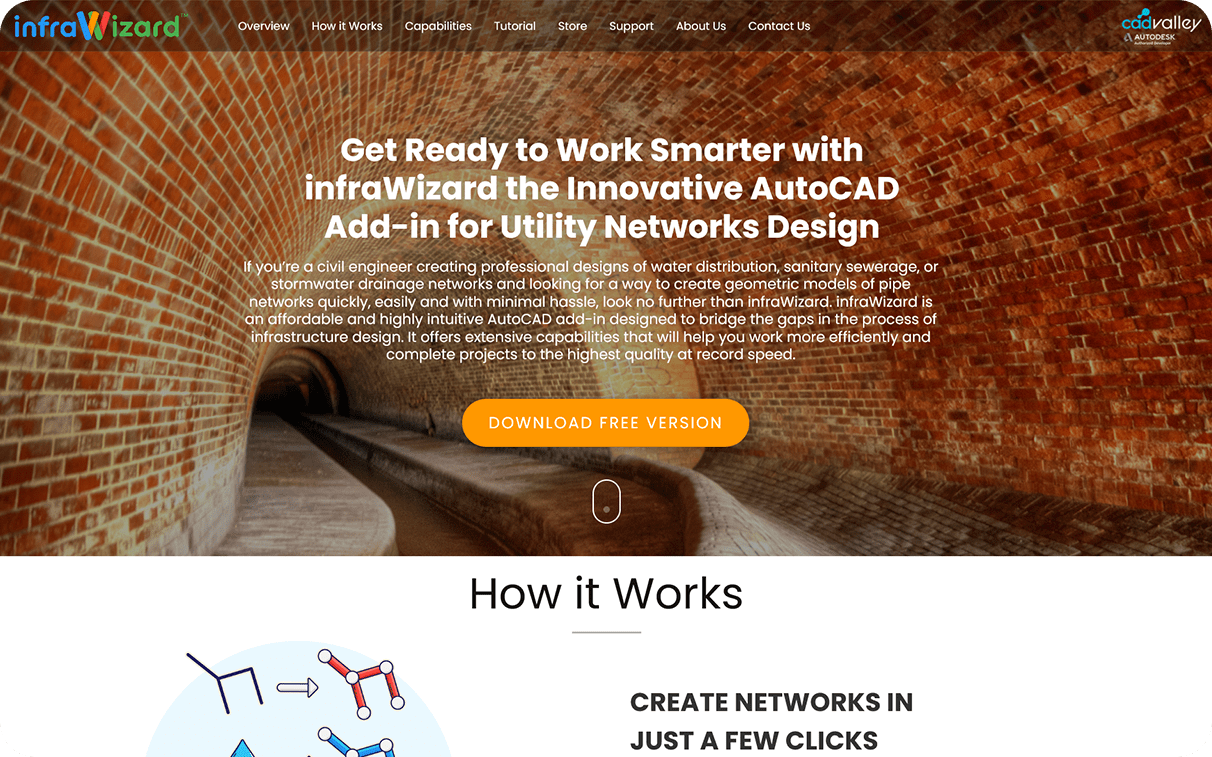 infraWizard™
Overview How it Works Capabilities Tutorial Store Support About Us Contact Us
cadvalley
AUTODESK
Authorized Developer
Get Ready to Work Smarter with
infraWizard the Innovative AutoCAD
Add-in for Utility Networks Design
If you’re a civil engineer creating professional designs of water distribution, sanitary sewerage, or
stormwater drainage networks and looking for a way to create geometric models of pipe
networks quickly, easily and with minimal hassle, look no further than infraWizard. infraWizard is
an affordable and highly intuitive AutoCAD add-in designed to bridge the gaps in the process of
infrastructure design. It offers extensive capabilities that will help you work more efficiently and
complete projects to the highest quality at record speed.
DOWNLOAD FREE VERSION
How it Works
CREATE NETWORKS IN
JUST A FEW CLICKS